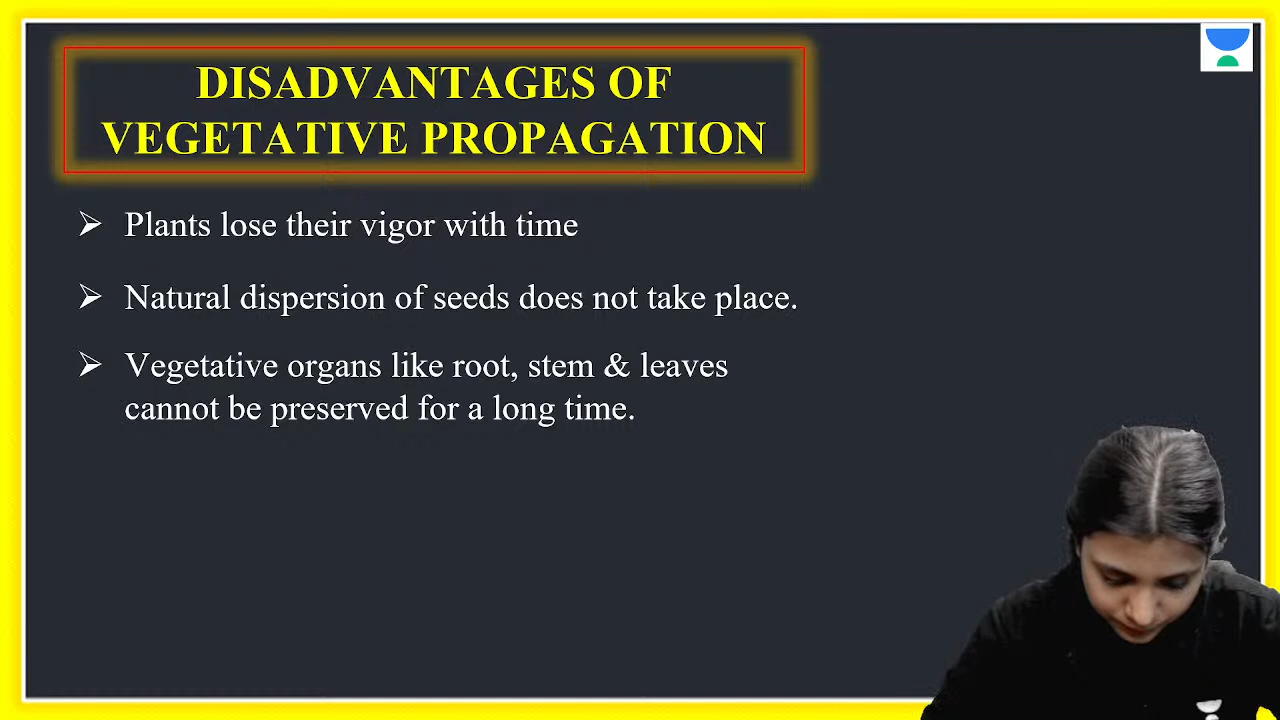 DISADVANTAGES OF
VEGETATIVE PROPAGATION
Plants lose their vigor with time
Natural dispersion of seeds does not take place.
Vegetative organs like root, stem & leaves
cannot be preserved for a long time.